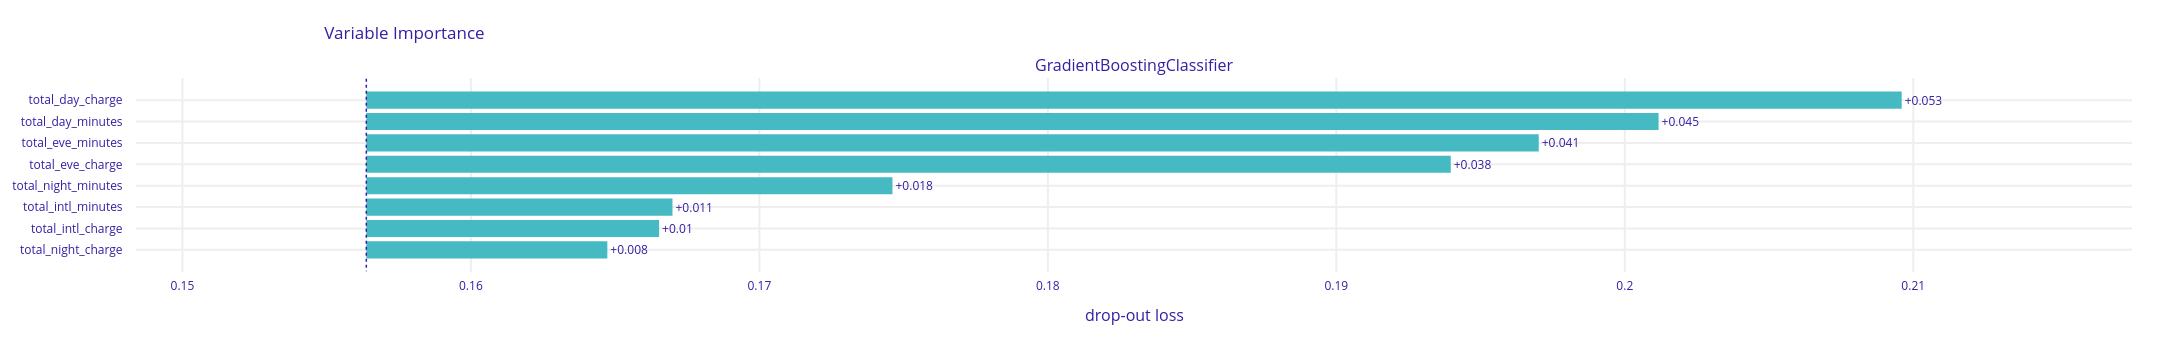 Variable Importance
GradientBoostingClassifier
total_day_charge +0.053
total_day_minutes +0.045
total_eve_minutes +0.041
total_eve_charge +0.038
total_night_minutes +0.018
total_intl_minutes +0.011
total_intl_charge +0.01
total_night_charge +0.008
0.15 0.16 0.17 0.18 0.19 0.2 0.21
drop-out loss